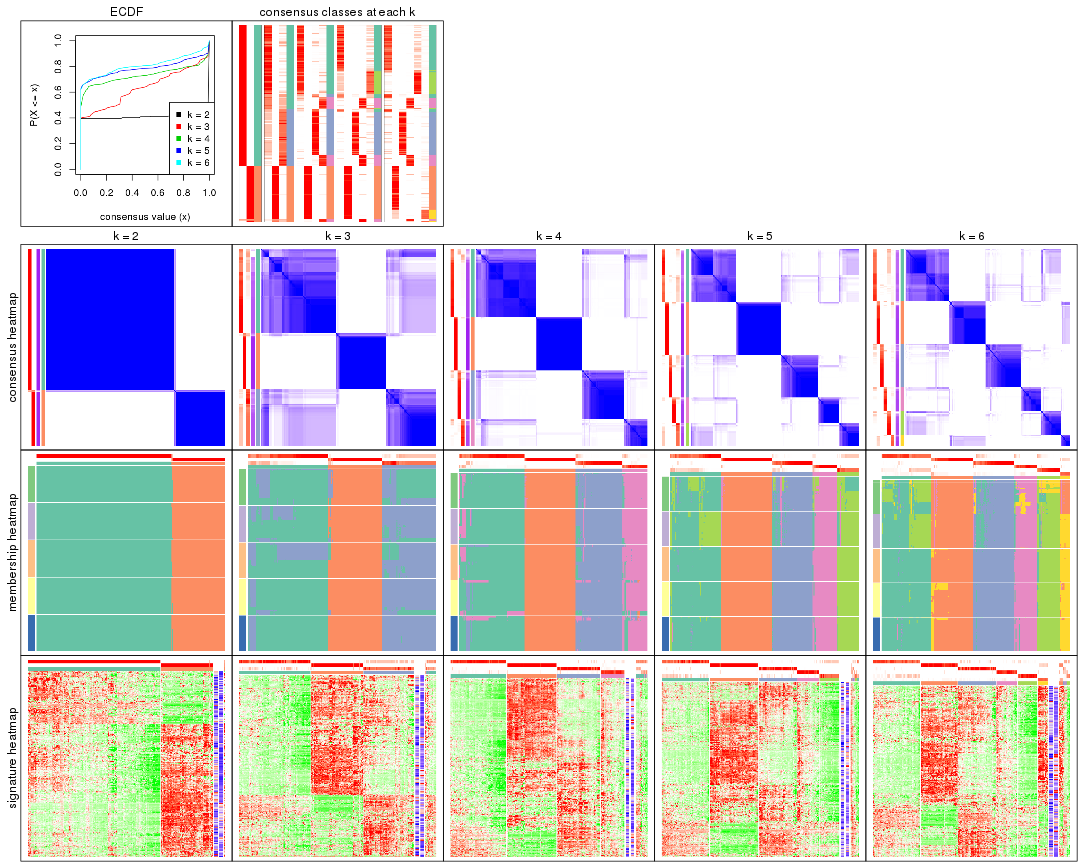 ECDF
consensus classes at each k
P(X <= x)
0.0 0.2 0.4 0.6 0.8 1.0
k = 2
k = 3
k = 4
k = 5
k = 6
0.0 0.2 0.4 0.6 0.8 1.0
consensus value (x)
k = 2 k = 3 k = 4 k = 5 k = 6
consensus heatmap
membership heatmap
signature heatmap